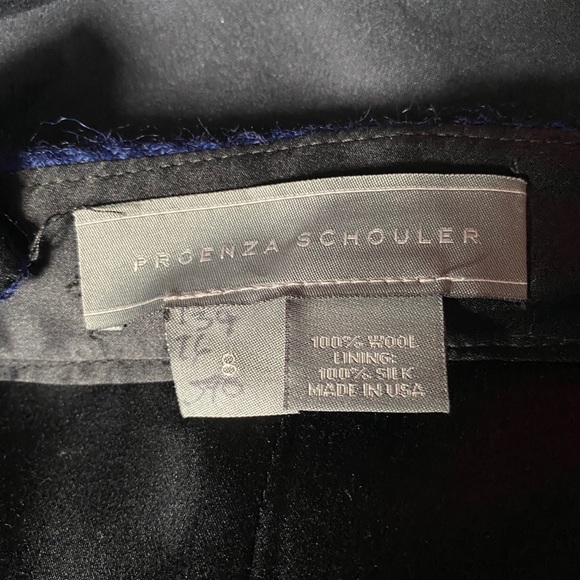 PROENZA SCHOULER
8
100% WOOL
LINING:
100% SILK
MADE IN USA